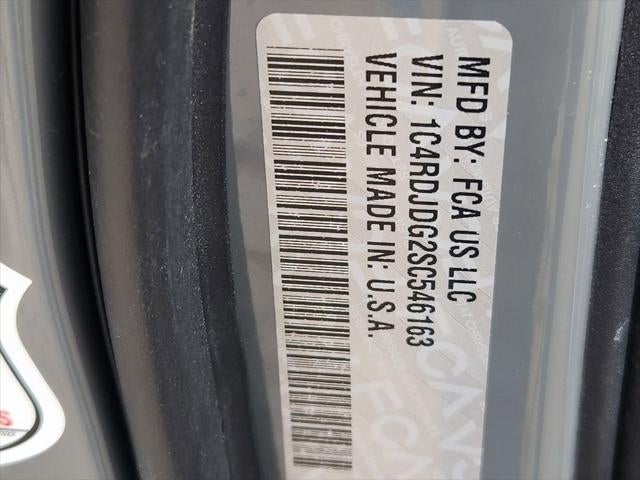 MFD BY: FCA US LLC
VIN: 1C4RDJDG2SC546163
VEHICLE MADE IN: U.S.A.